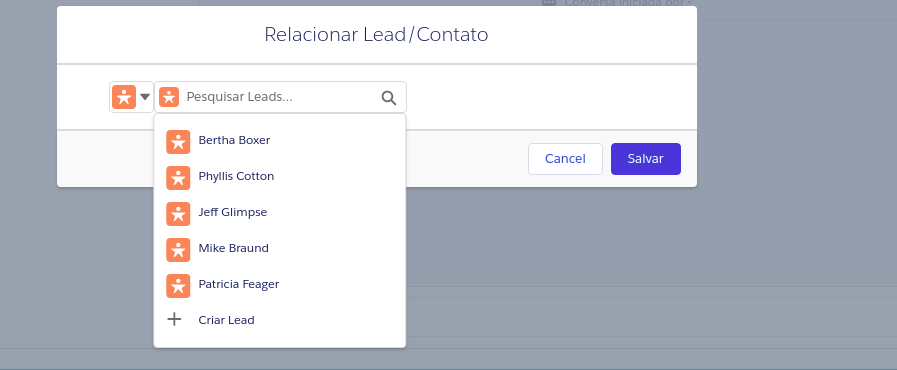 Conversa iniciada por -
Relacionar Lead/Contato
Pesquisar Leads...
Bertha Boxer
Phyllis Cotton
Jeff Glimpse
Mike Braund
Patricia Feager
Criar Lead
Cancel
Salvar